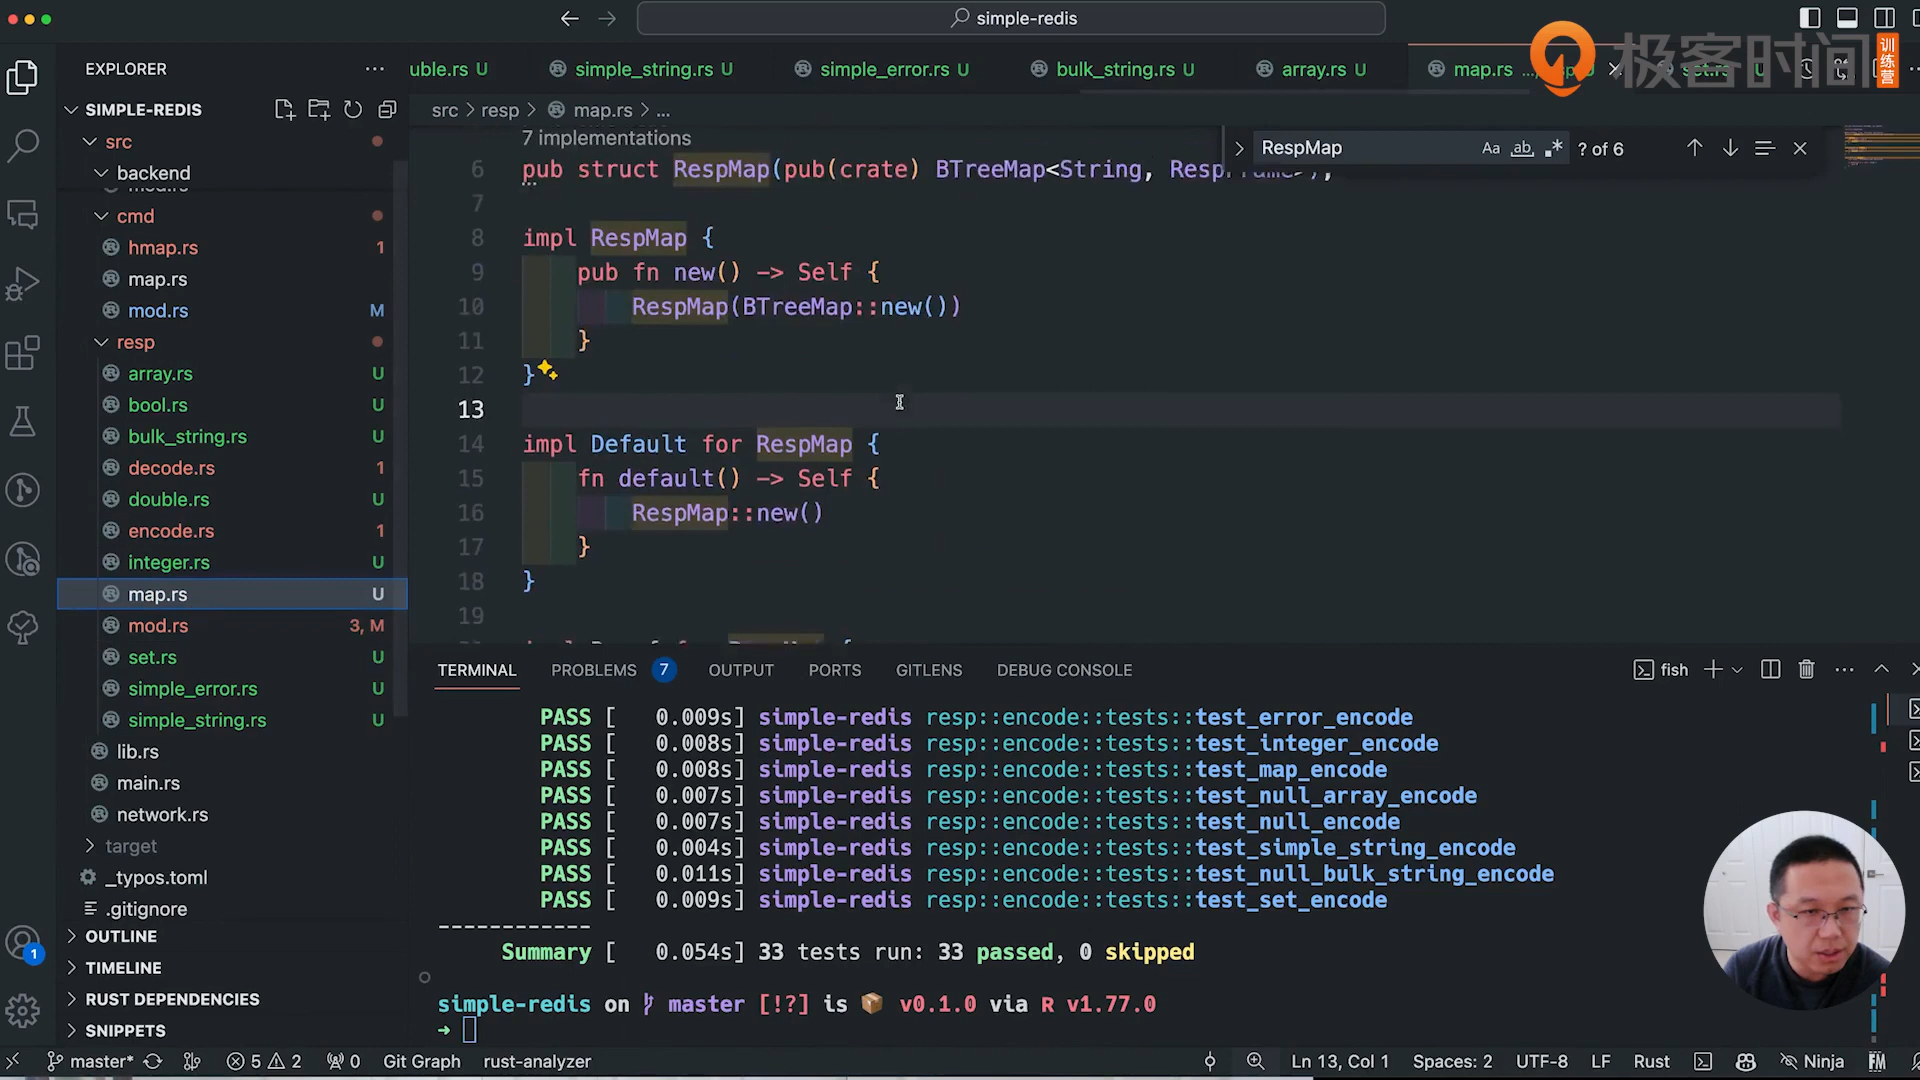 simple-redis
极客时间 训练营
EXPLORER
SIMPLE-REDIS
src
backend
cmd
hmap.rs 1
map.rs
mod.rs M
resp
array.rs U
bool.rs U
bulk_string.rs U
decode.rs 1
double.rs U
encode.rs 1
integer.rs U
map.rs U
mod.rs 3, M
set.rs U
simple_error.rs U
simple_string.rs U
lib.rs
main.rs
network.rs
target
_typos.toml
.gitignore
OUTLINE
TIMELINE
RUST DEPENDENCIES
SNIPPETS
uble.rs U simple_string.rs U simple_error.rs U bulk_string.rs U array.rs U map.rs
src > resp > map.rs > ...
RespMap Aa ab .* ? of 6
7 implementations
6 pub struct RespMap(pub(crate) BTreeMap<String,
7
8 impl RespMap {
9 pub fn new() -> Self {
10 RespMap(BTreeMap::new())
11 }
12 }
13
14 impl Default for RespMap {
15 fn default() -> Self {
16 RespMap::new()
17 }
18 }
19
TERMINAL PROBLEMS 7 OUTPUT PORTS GITLENS DEBUG CONSOLE
fish
PASS [ 0.009s] simple-redis resp::encode::tests::test_error_encode
PASS [ 0.008s] simple-redis resp::encode::tests::test_integer_encode
PASS [ 0.008s] simple-redis resp::encode::tests::test_map_encode
PASS [ 0.007s] simple-redis resp::encode::tests::test_null_array_encode
PASS [ 0.007s] simple-redis resp::encode::tests::test_null_encode
PASS [ 0.004s] simple-redis resp::encode::tests::test_simple_string_encode
PASS [ 0.011s] simple-redis resp::encode::tests::test_null_bulk_string_encode
PASS [ 0.009s] simple-redis resp::encode::tests::test_set_encode
------------
Summary [ 0.054s] 33 tests run: 33 passed, 0 skipped
simple-redis on master [!?] is 📦 v0.1.0 via R v1.77.0
➜
1
master* 5 2 0 Git Graph rust-analyzer Ln 13, Col 1 Spaces: 2 UTF-8 LF Rust Ninja